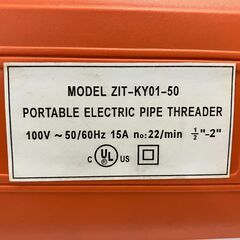 MODEL ZIT-KY01-50
PORTABLE ELECTRIC PIPE THREADER
100V ~ 50/60Hz 15A no:22/min 1/2"-2"
C UL US